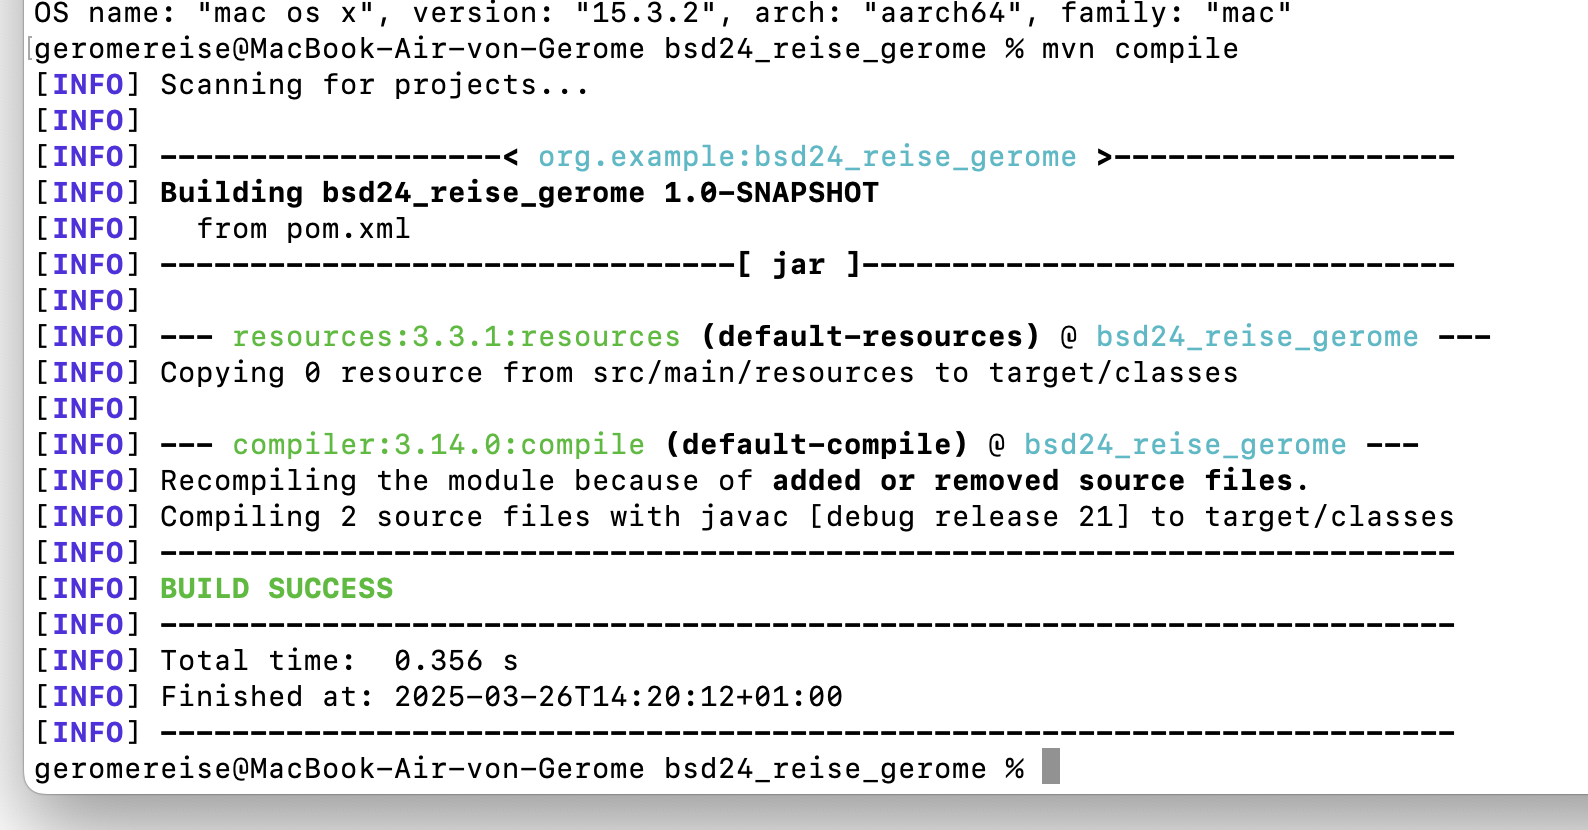 OS name: "mac os x", version: "15.3.2", arch: "aarch64", family: "mac"
[geromereise@MacBook-Air-von-Gerome bsd24_reise_gerome % mvn compile
[INFO] Scanning for projects...
[INFO]
[INFO] -------------------< org.example:bsd24_reise_gerome >-------------------
[INFO] Building bsd24_reise_gerome 1.0-SNAPSHOT
[INFO]   from pom.xml
[INFO] --------------------------------[ jar ]---------------------------------
[INFO]
[INFO] --- resources:3.3.1:resources (default-resources) @ bsd24_reise_gerome ---
[INFO] Copying 0 resource from src/main/resources to target/classes
[INFO]
[INFO] --- compiler:3.14.0:compile (default-compile) @ bsd24_reise_gerome ---
[INFO] Recompiling the module because of added or removed source files.
[INFO] Compiling 2 source files with javac [debug release 21] to target/classes
[INFO] ------------------------------------------------------------------------
[INFO] BUILD SUCCESS
[INFO] ------------------------------------------------------------------------
[INFO] Total time:  0.356 s
[INFO] Finished at: 2025-03-26T14:20:12+01:00
[INFO] ------------------------------------------------------------------------
geromereise@MacBook-Air-von-Gerome bsd24_reise_gerome %